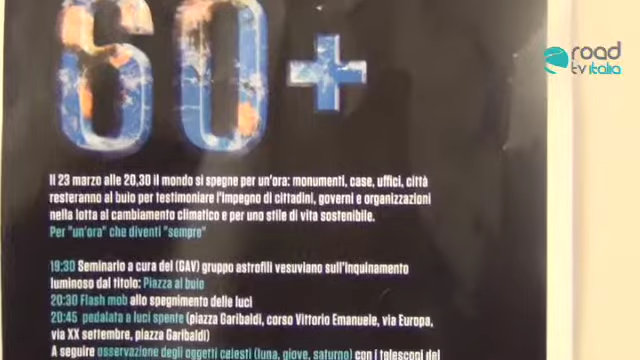 60+
road
tv italia
Il 23 marzo alle 20,30 il mondo si spegne per un'ora: monumenti, case, uffici, città
resteranno al buio per testimoniare l'impegno di cittadini, governi e organizzazioni
nella lotta al cambiamento climatico e per uno stile di vita sostenibile.
Per "un'ora" che diventi "sempre"
19:30 Seminario a cura del (GAV) gruppo astrofili vesuviano sull'inquinamento
luminoso dal titolo: Piazza al buio
20:30 Flash mob allo spegnimento delle luci
20:45 pedalata a luci spente (piazza Garibaldi, corso Vittorio Emanuele, via Europa,
via XX settembre, piazza Garibaldi)
A seguire osservazione degli oggetti celesti (luna, giove, saturno) con i telescopi del